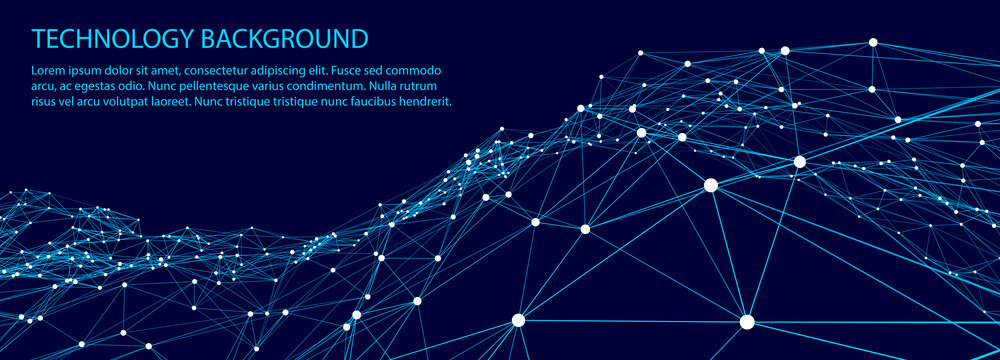 TECHNOLOGY BACKGROUND
Lorem ipsum dolor sit amet, consectetur adipiscing elit. Fusce commodo
arcu, ac egestas odio. Nunc pellentesque varius condimentum. Nulla rutrum
risus vel arcu volutpat laoreet. Nunc tristique tristique nunc faucibus hendrerit.